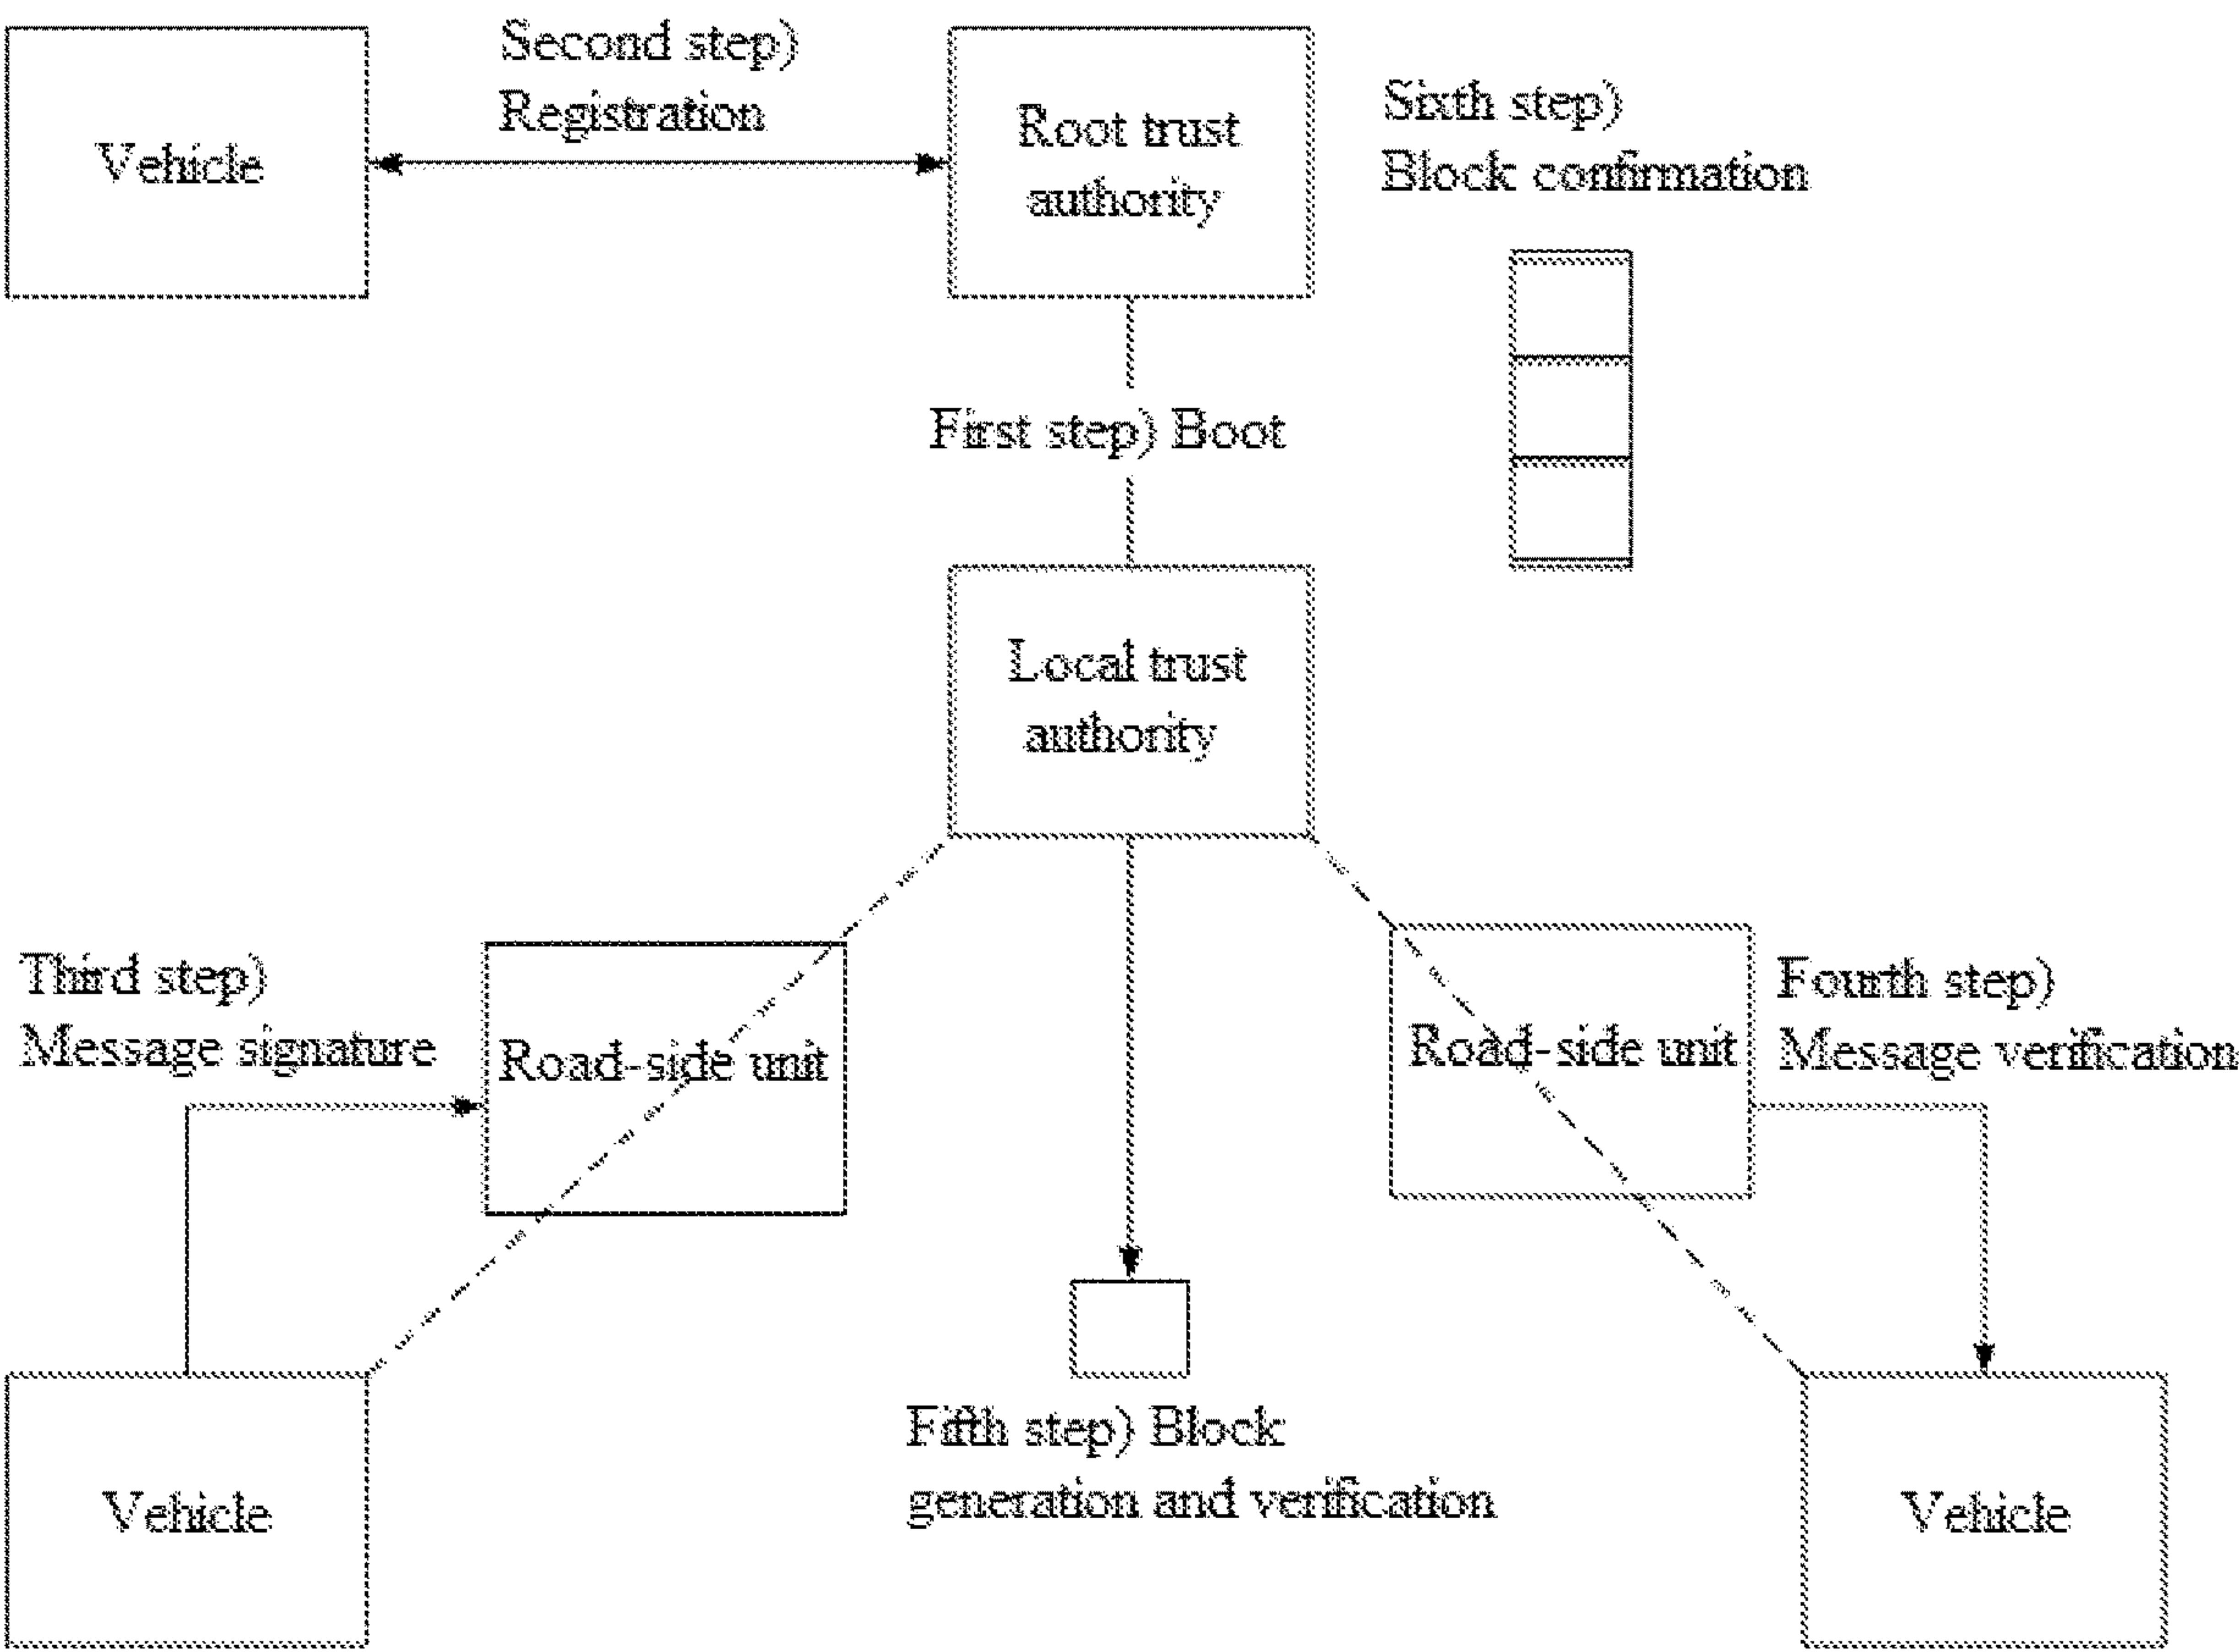 Second step)
Registration
Vehicle
Root trust
authority
Sixth step)
Block confirmation
First step) Boot
Local trust
authority
Third step)
Message signature
Road-side unit
Road-side unit
Fourth step)
Message verification
Fifth step) Block
generation and verification
Vehicle
Vehicle